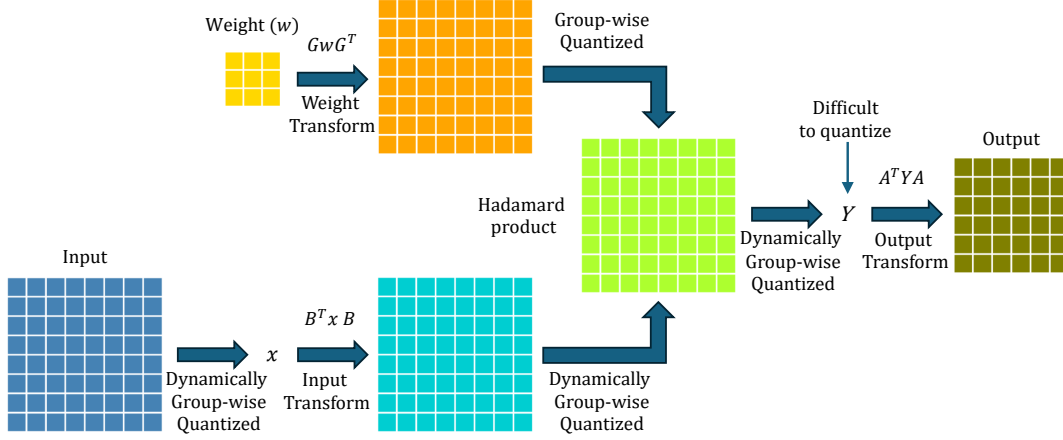 Weight (w)
GwG^T
Weight
Transform
Group-wise
Quantized
Difficult
to quantize
Output
Hadamard
product
Y
A^T Y A
Dynamically
Group-wise
Quantized
Output
Transform
Input
x
B^T x B
Dynamically
Group-wise
Quantized
Input
Transform
Dynamically
Group-wise
Quantized